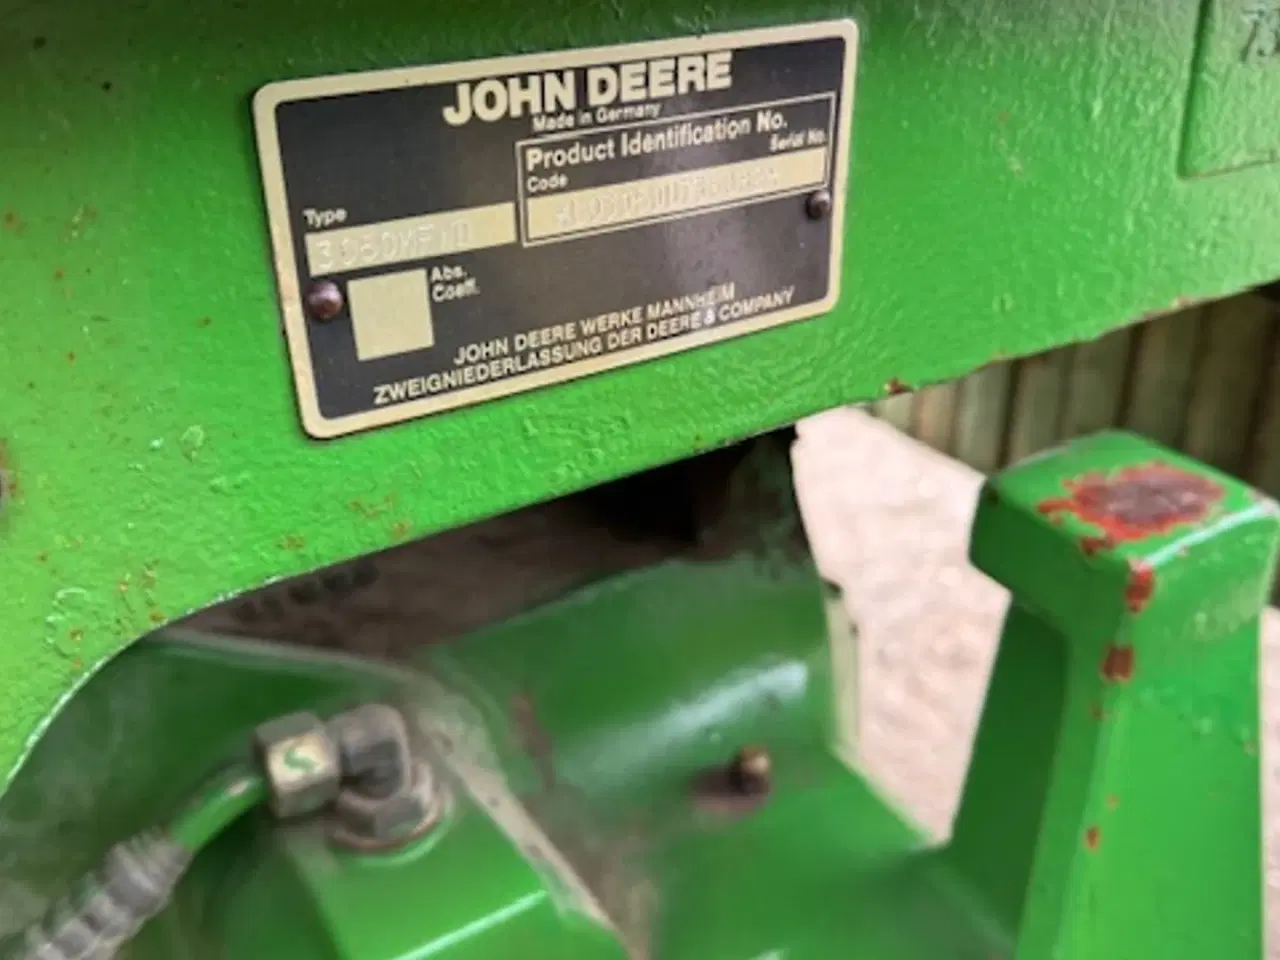 JOHN DEERE
Made in Germany
Product Identification No.
Serial No.
Code
Type
Abs.
Coeff.
JOHN DEERE WERKE MANNHEIM
ZWEIGNIEDERLASSUNG DER DEERE & COMPANY